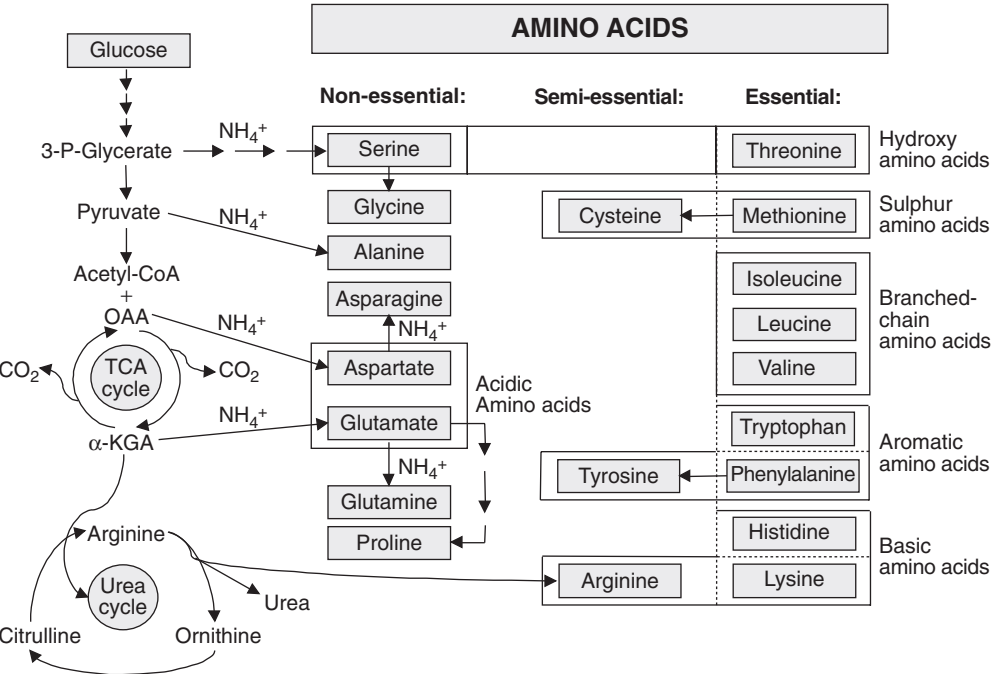 AMINO ACIDS
Glucose
Non-essential:
Semi-essential:
Essential:
NH₄⁺
3-P-Glycerate
Serine
Threonine
Hydroxy
amino acids
Pyruvate
NH₄⁺
Glycine
Cysteine
Methionine
Sulphur
amino acids
Alanine
Acetyl-CoA
+
OAA
Isoleucine
Leucine
Valine
Branched-
chain
amino acids
Asparagine
NH₄⁺
NH₄⁺
CO₂
TCA
cycle
CO₂
Aspartate
Acidic
Amino acids
NH₄⁺
Glutamate
α-KGA
Tryptophan
Aromatic
amino acids
NH₄⁺
Tyrosine
Phenylalanine
Glutamine
Proline
Arginine
Histidine
Basic
amino acids
Urea
cycle
Arginine
Lysine
Urea
Citrulline
Ornithine